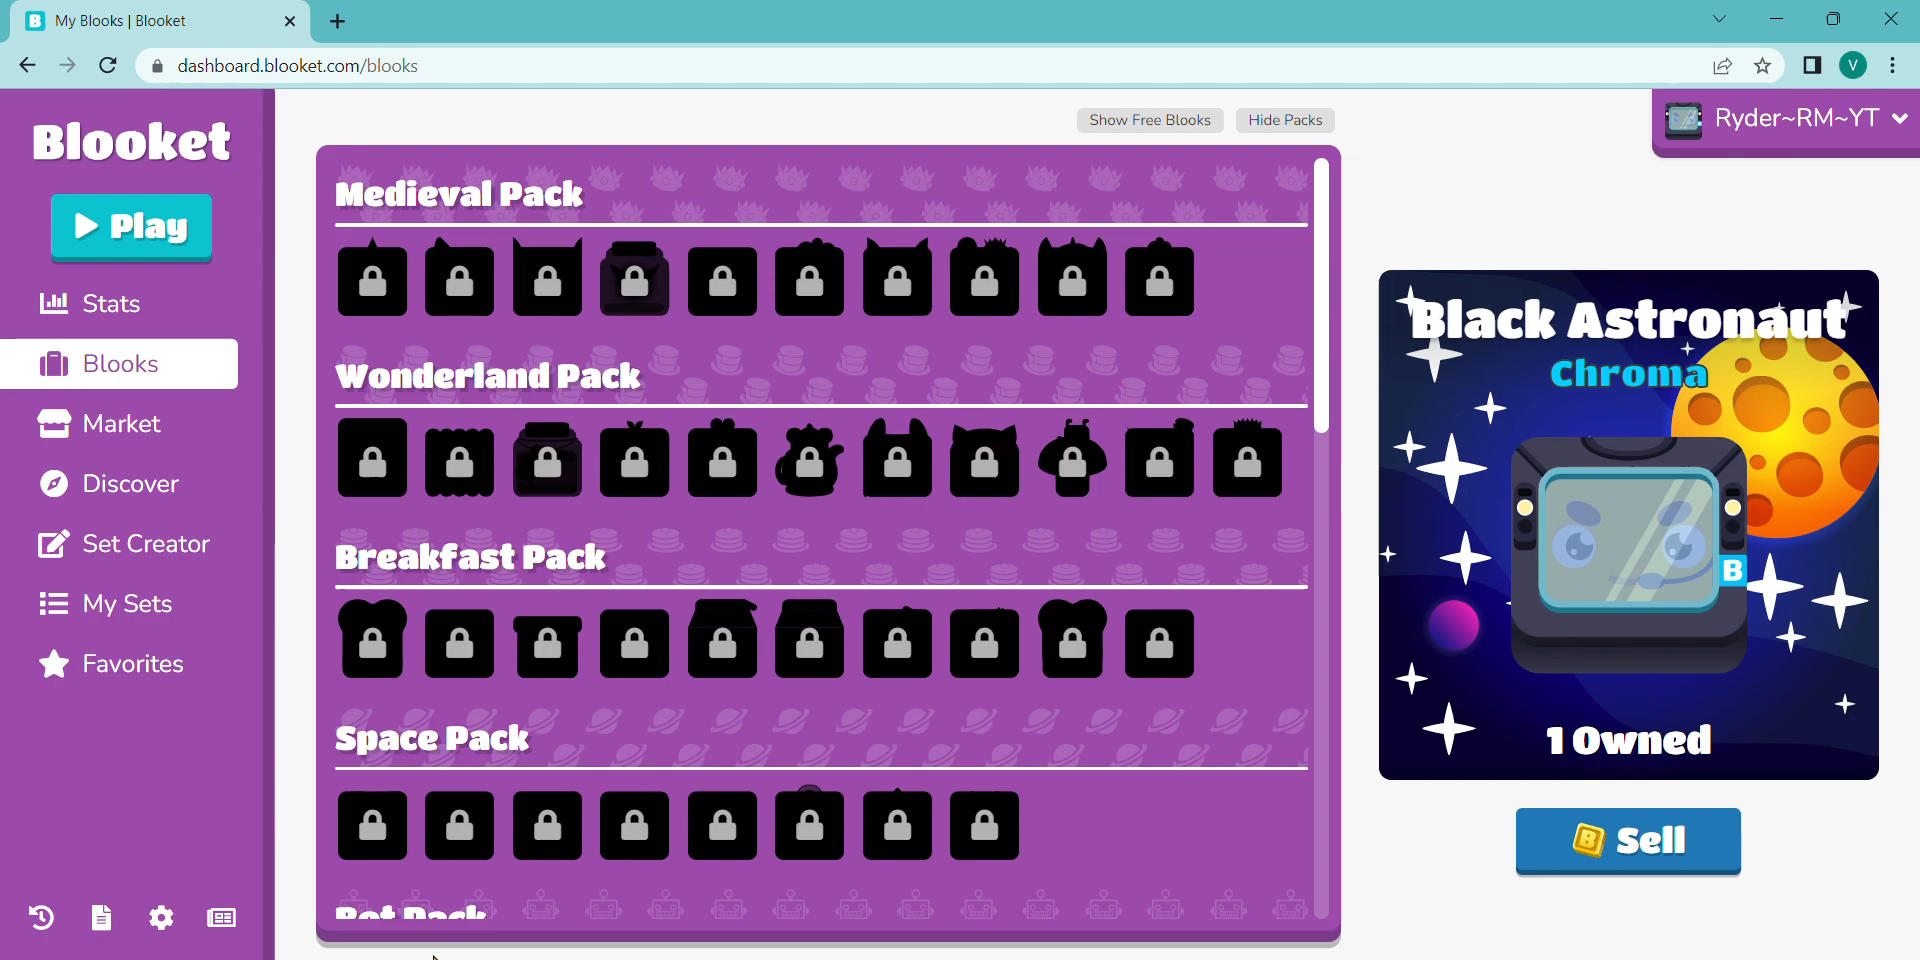 My Blooks | Blooket
dashboard.blooket.com/blooks
V
Blooket
Play
Stats
Blooks
Market
Discover
Set Creator
My Sets
Favorites
Show Free Blooks
Hide Packs
Ryder~RM~YT
Medieval Pack
Wonderland Pack
Breakfast Pack
Space Pack
Bot Pack
Black Astronaut
Chroma
B
1 Owned
B Sell